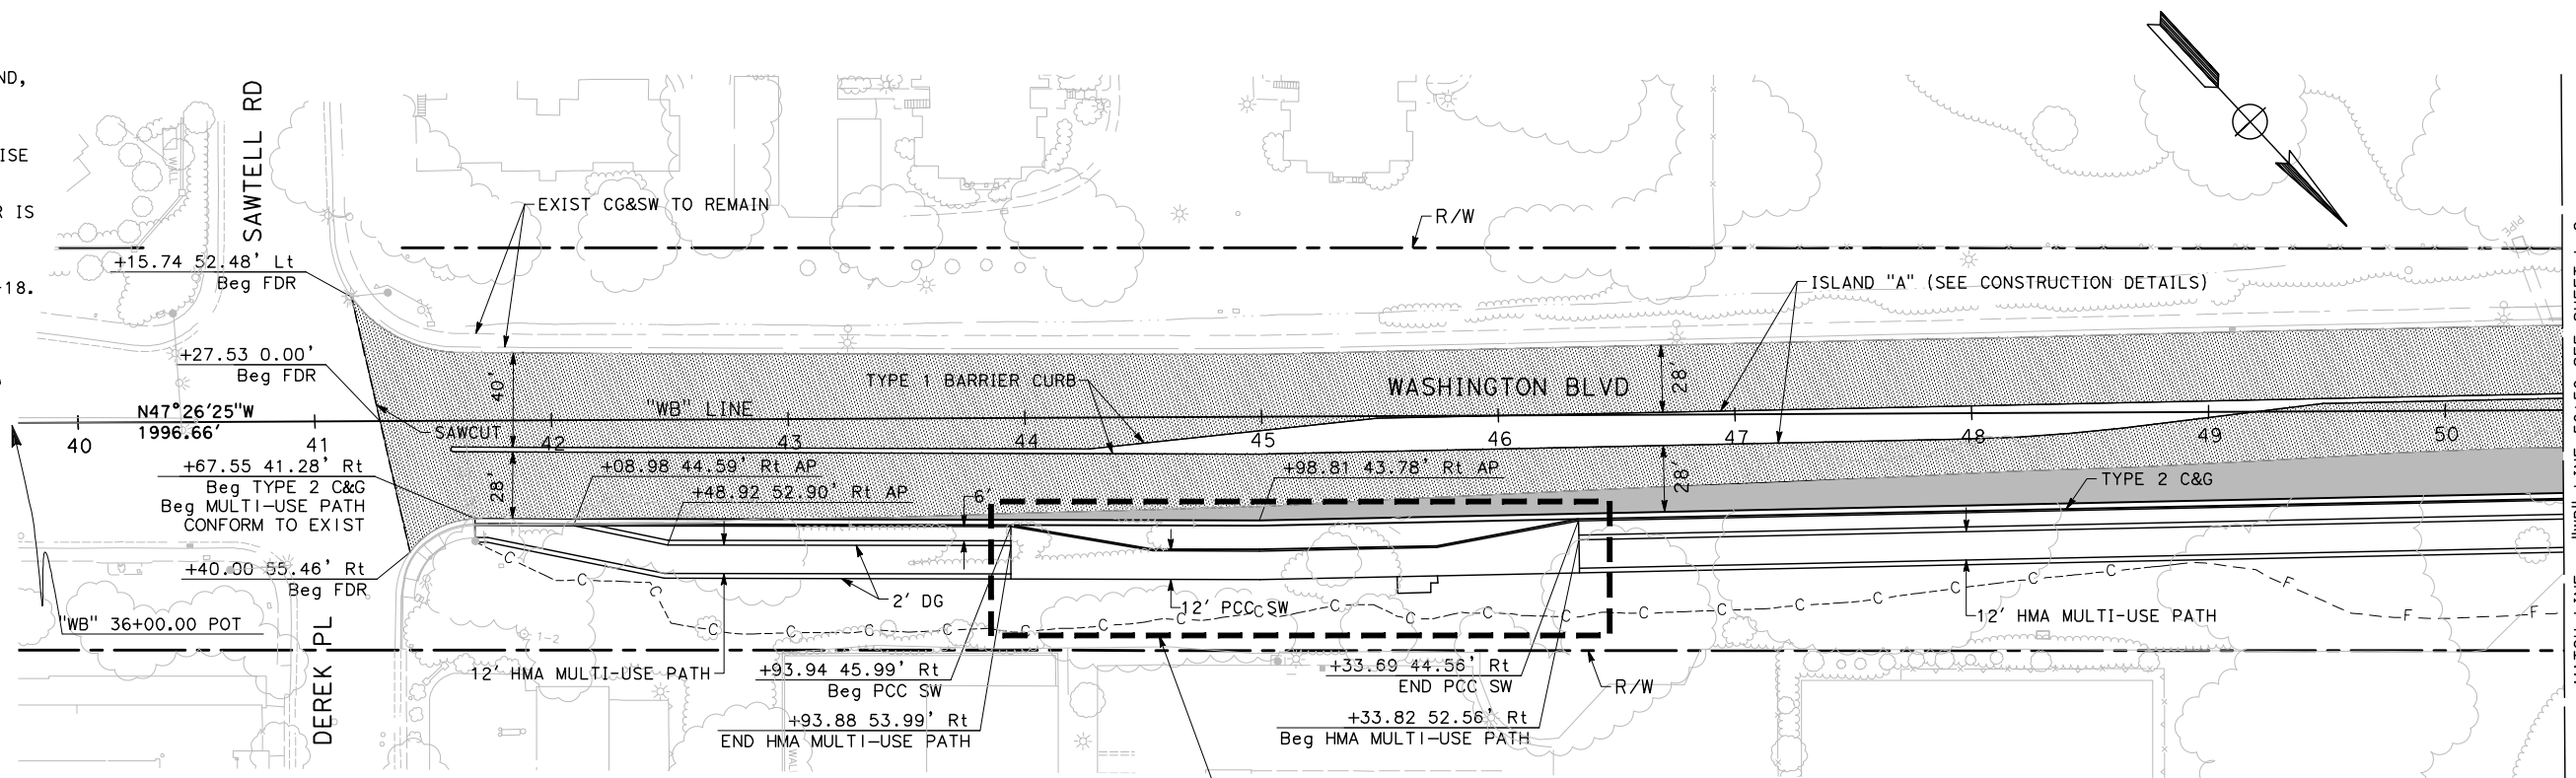 ND,
ISE
R IS
-18.
SAWTELL RD
WALL
EXIST CG&SW TO REMAIN
R/W
PIPE
+15.74 52.48' Lt
Beg FDR
ISLAND "A" (SEE CONSTRUCTION DETAILS)
+27.53 0.00'
Beg FDR
40'
TYPE 1 BARRIER CURB
WASHINGTON BLVD
28'
N47°26'25"W
1996.66'
"WB" LINE
SAWCUT
40 41 42 43 44 45 46 47 48 49 50
+67.55 41.28' Rt
Beg TYPE 2 C&G
Beg MULTI-USE PATH
CONFORM TO EXIST
28'
+08.98 44.59' Rt AP
+48.92 52.90' Rt AP
6'
+98.81 43.78' Rt AP
28'
TYPE 2 C&G
+40.00 55.46' Rt
Beg FDR
2' DG
12' PCC SW
12' HMA MULTI-USE PATH
"WB" 36+00.00 POT
1-2
C C C C C C C C C C C C C C C C C C C C C F F F
DEREK PL
12' HMA MULTI-USE PATH
+93.94 45.99' Rt
Beg PCC SW
+33.69 44.56' Rt
END PCC SW
R/W
+93.88 53.99' Rt
END HMA MULTI-USE PATH
+33.82 52.56' Rt
Beg HMA MULTI-USE PATH
WALL